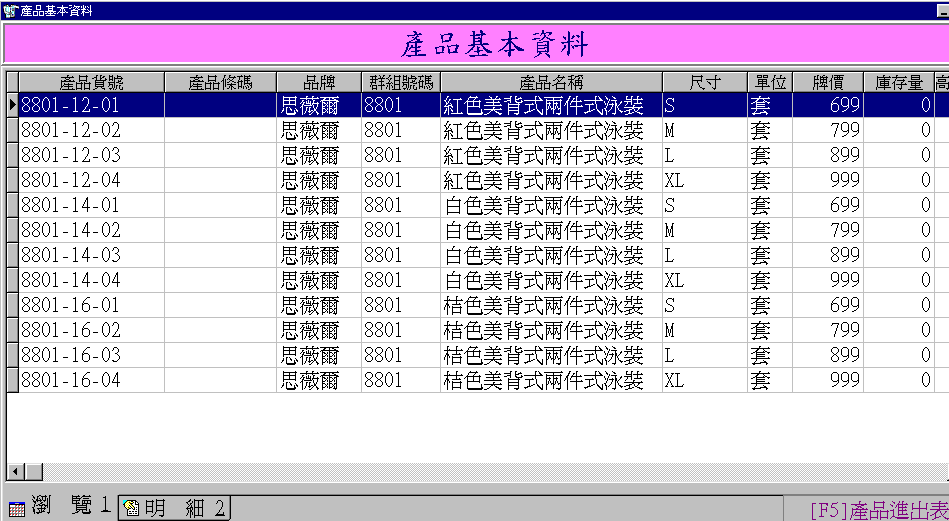 產品基本資料
產品基本資料
產品貨號 產品條碼 品牌 群組號碼 產品名稱 尺寸 單位 牌價 庫存量 高
8801-12-01 思薇爾 8801 紅色美背式兩件式泳裝 S 套 699 0
8801-12-02 思薇爾 8801 紅色美背式兩件式泳裝 M 套 799 0
8801-12-03 思薇爾 8801 紅色美背式兩件式泳裝 L 套 899 0
8801-12-04 思薇爾 8801 紅色美背式兩件式泳裝 XL 套 999 0
8801-14-01 思薇爾 8801 白色美背式兩件式泳裝 S 套 699 0
8801-14-02 思薇爾 8801 白色美背式兩件式泳裝 M 套 799 0
8801-14-03 思薇爾 8801 白色美背式兩件式泳裝 L 套 899 0
8801-14-04 思薇爾 8801 白色美背式兩件式泳裝 XL 套 999 0
8801-16-01 思薇爾 8801 桔色美背式兩件式泳裝 S 套 699 0
8801-16-02 思薇爾 8801 桔色美背式兩件式泳裝 M 套 799 0
8801-16-03 思薇爾 8801 桔色美背式兩件式泳裝 L 套 899 0
8801-16-04 思薇爾 8801 桔色美背式兩件式泳裝 XL 套 999 0
瀏 覽 1 明 細 2 [F5]產品進出表